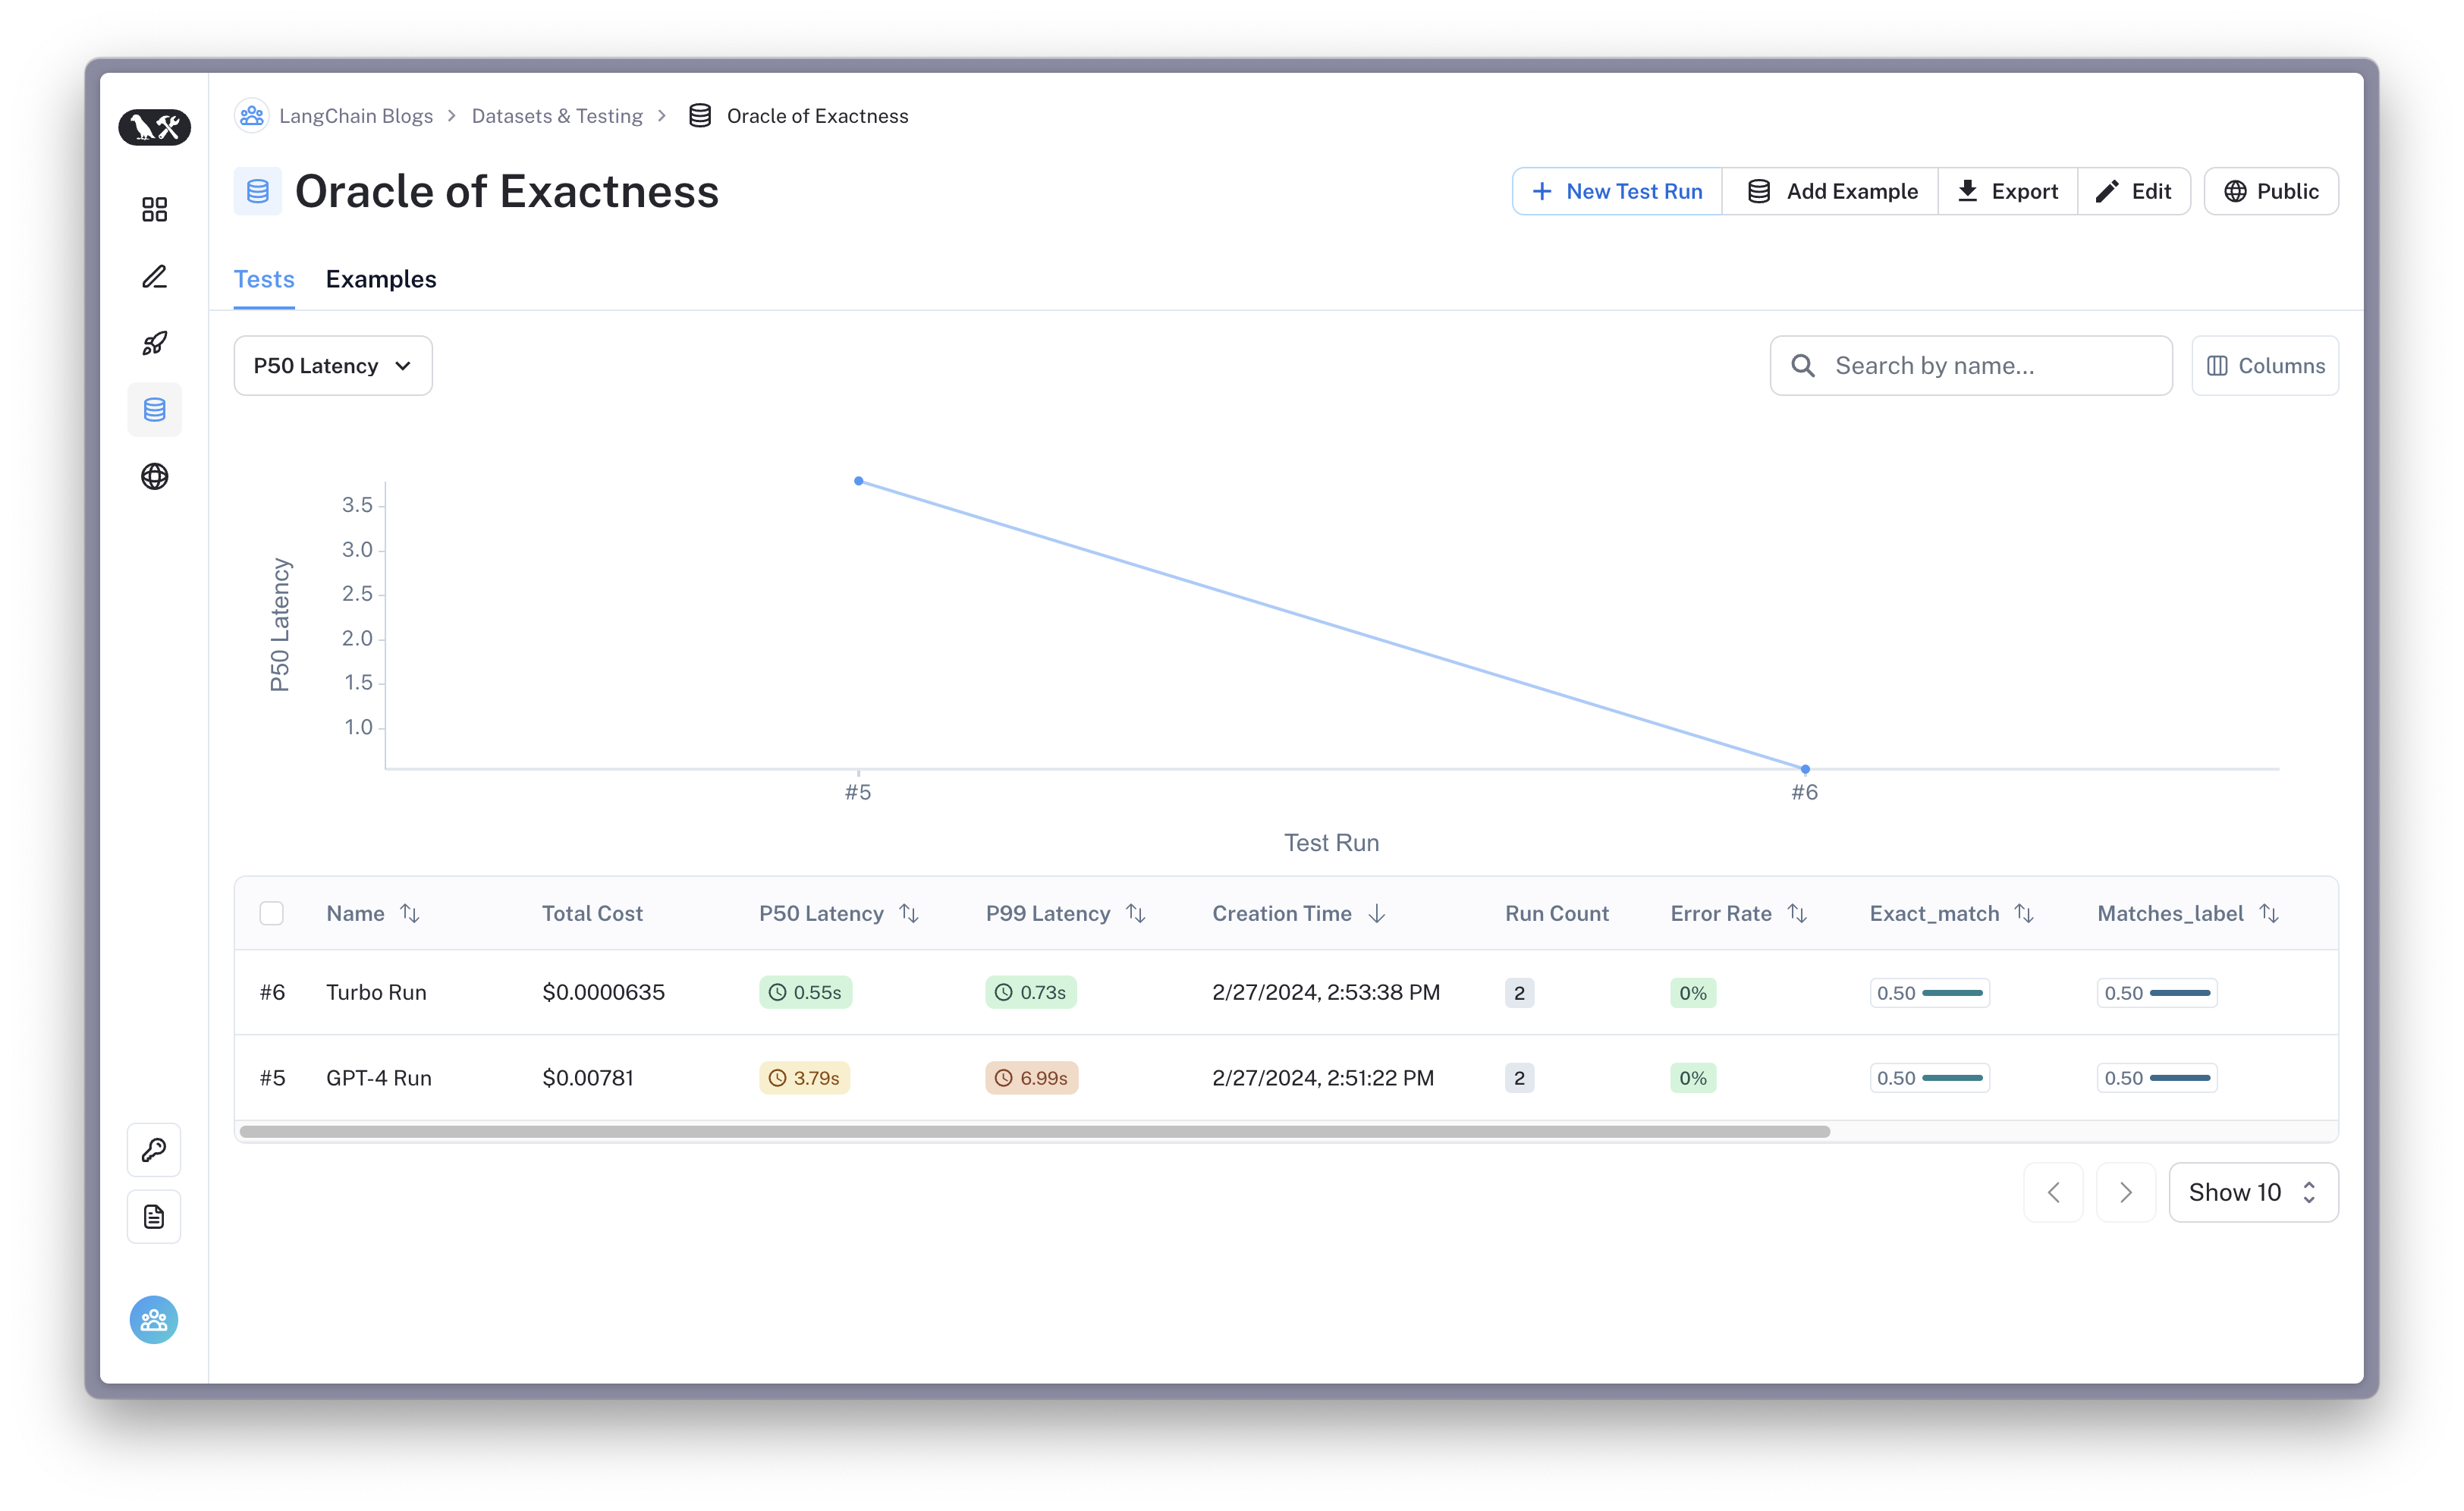 LangChain Blogs > Datasets & Testing > Oracle of Exactness
Oracle of Exactness
New Test Run
Add Example
Export
Edit
Public
Tests
Examples
P50 Latency
Search by name...
Columns
P50 Latency
3.5
3.0
2.5
2.0
1.5
1.0
#5
#6
Test Run
Name Total Cost P50 Latency P99 Latency Creation Time Run Count Error Rate Exact_match Matches_label
#6 Turbo Run $0.0000635 0.55s 0.73s 2/27/2024, 2:53:38 PM 2 0% 0.50 0.50
#5 GPT-4 Run $0.00781 3.79s 6.99s 2/27/2024, 2:51:22 PM 2 0% 0.50 0.50
Show 10